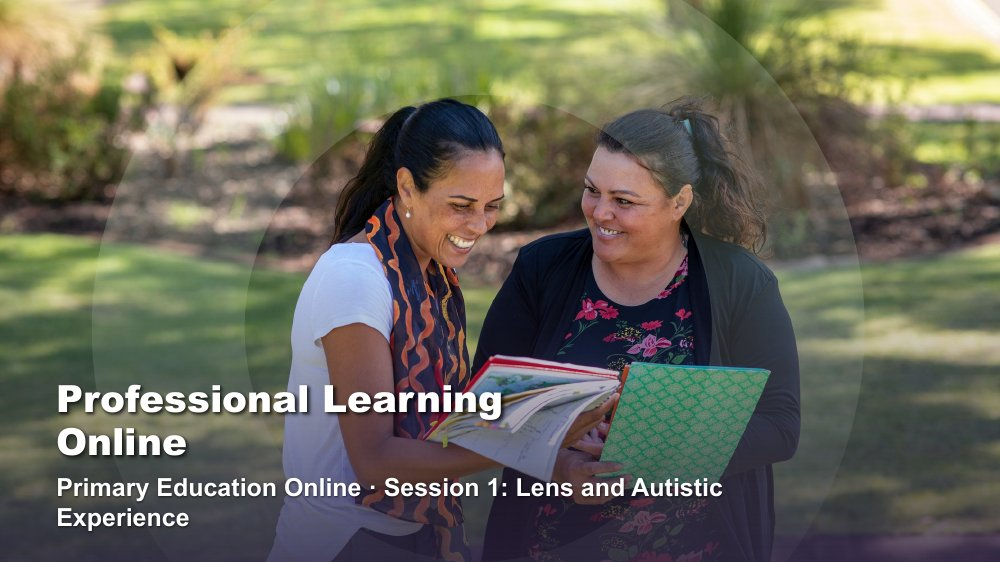 Professional Learning
Online
Primary Education Online · Session 1: Lens and Autistic
Experience